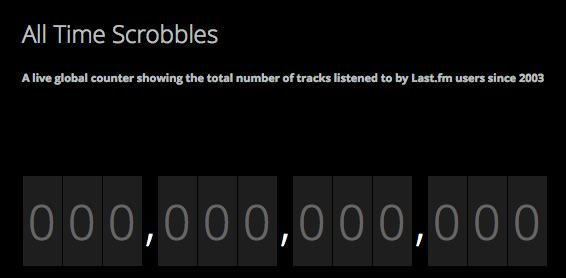 All Time Scrobbles
A live global counter showing the total number of tracks listened to by Last.fm users since 2003
000,000,000,000